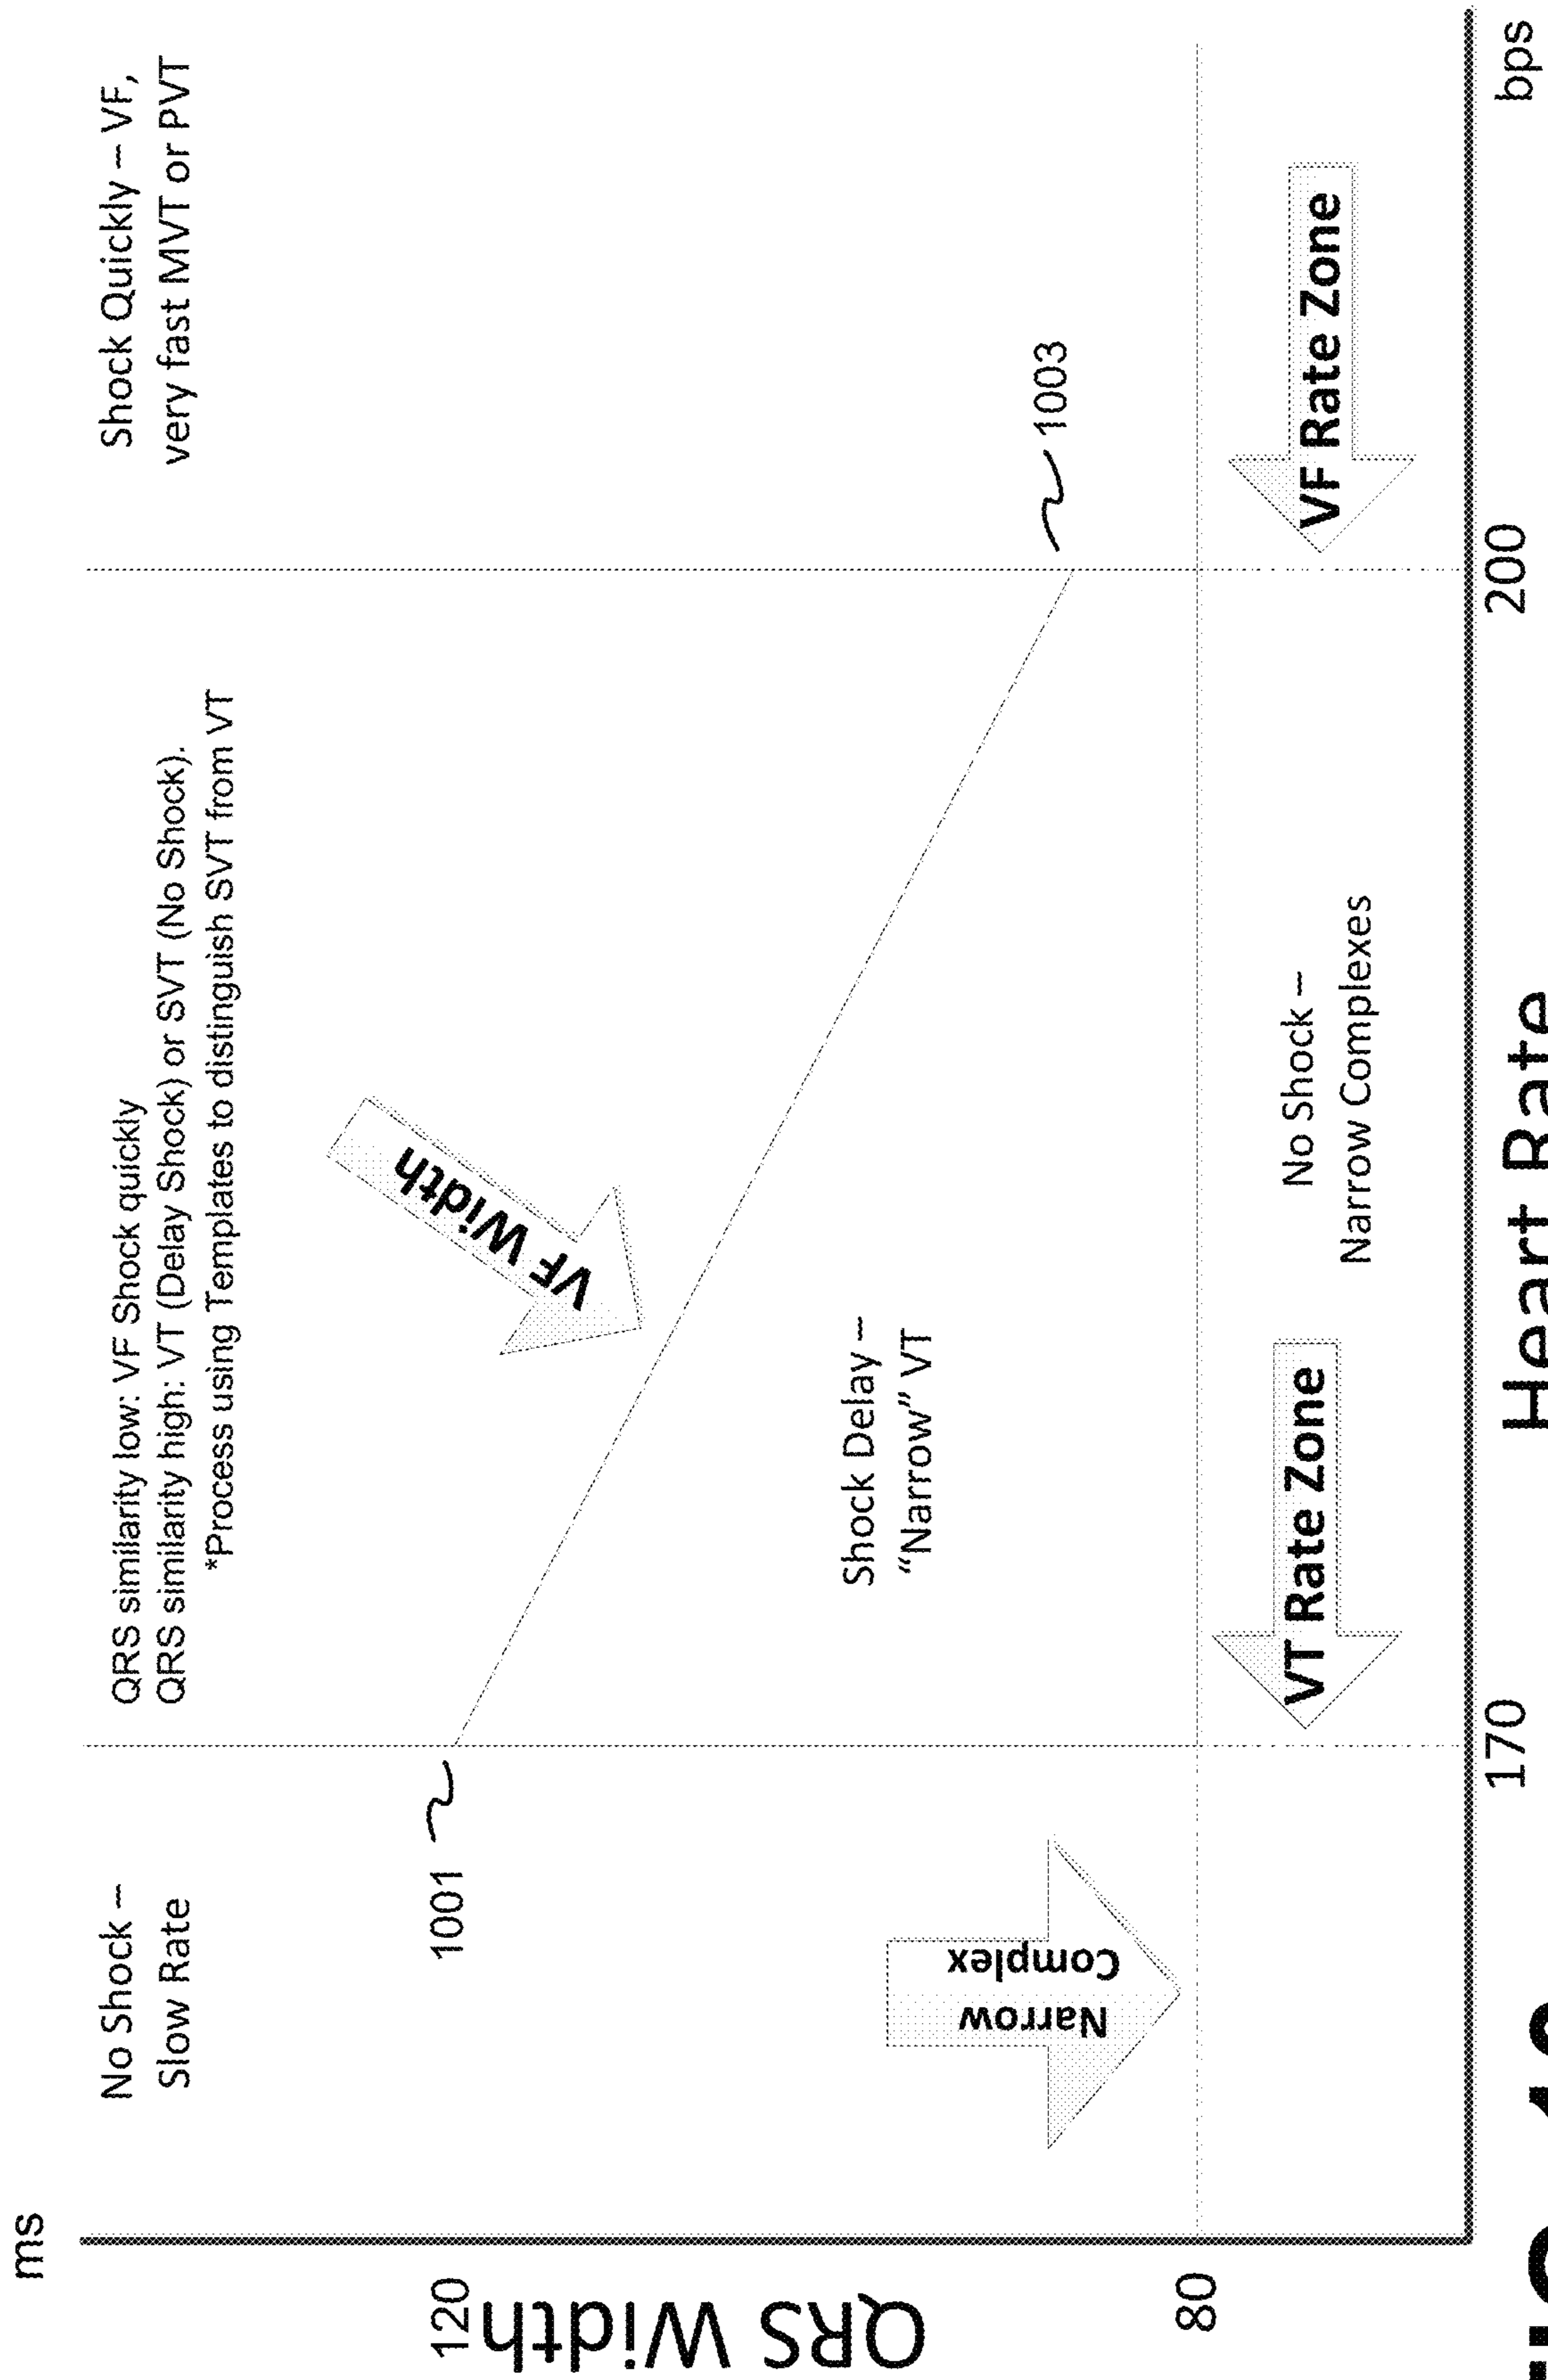 ms
No Shock –
Slow Rate
QRS similarity low: VF Shock quickly
QRS similarity high: VT (Delay Shock) or SVT (No Shock).
*Process using Templates to distinguish SVT from VT
Shock Quickly – VF,
very fast MVT or PVT
VF Width
120
1001
1003
QRS Width
Shock Delay –
“Narrow” VT
Narrow
Complex
80
VT Rate Zone
No Shock –
Narrow Complexes
VF Rate Zone
170
200
bps
Heart Rate